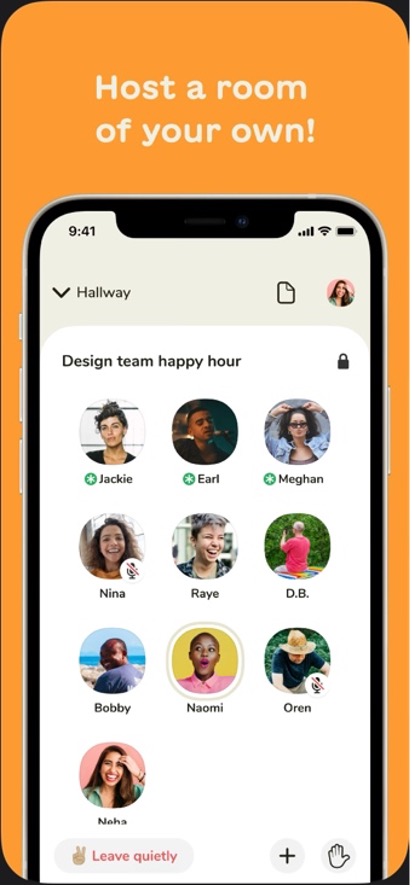 Host a room
of your own!
9:41
Hallway
Design team happy hour
Jackie
Earl
Meghan
Nina
Raye
D.B.
Bobby
Naomi
Oren
Neha
Leave quietly